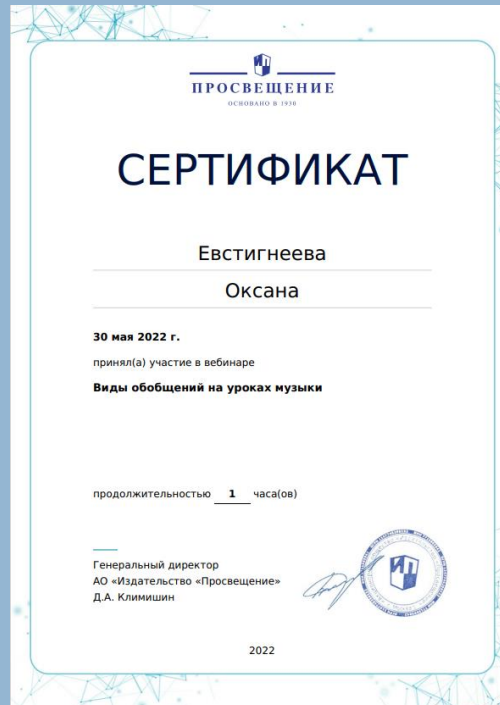 ПРОСВЕЩЕНИЕ
ОСНОВАНО В 1930
СЕРТИФИКАТ
Евстигнеева
Оксана
30 мая 2022 г.
принял(а) участие в вебинаре
Виды обобщений на уроках музыки
продолжительностью 1 часа(ов)
Генеральный директор
АО «Издательство «Просвещение»
Д.А. Климишин
2022